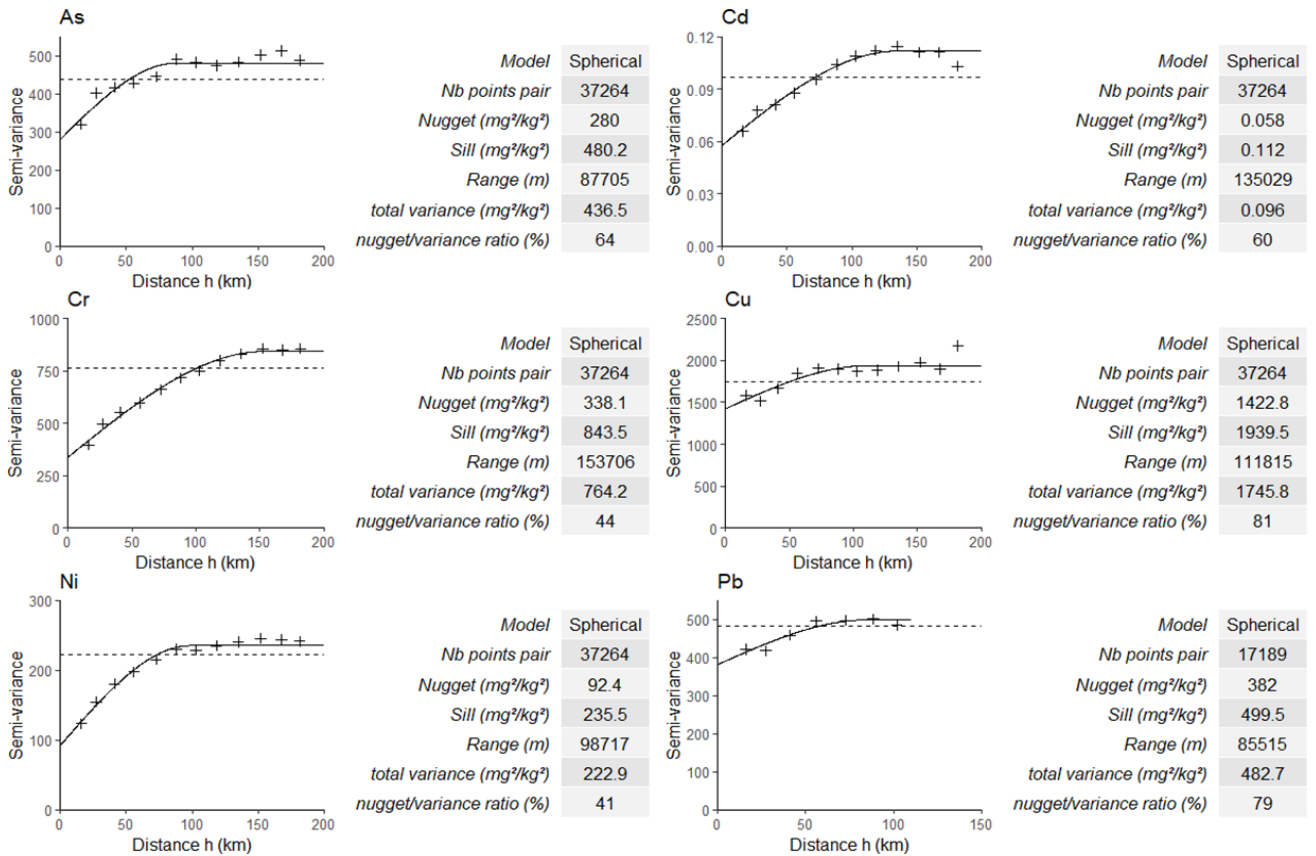 As
Semi-variance
500
400
300
200
100
0
0 50 100 150 200
Distance h (km)
Model Spherical
Nb points pair 37264
Nugget (mg²/kg²) 280
Sill (mg²/kg²) 480.2
Range (m) 87705
total variance (mg²/kg²) 436.5
nugget/variance ratio (%) 64
Cd
Semi-variance
0.12
0.09
0.06
0.03
0.00
0 50 100 150 200
Distance h (km)
Model Spherical
Nb points pair 37264
Nugget (mg²/kg²) 0.058
Sill (mg²/kg²) 0.112
Range (m) 135029
total variance (mg²/kg²) 0.096
nugget/variance ratio (%) 60
Cr
Semi-variance
1000
750
500
250
0
0 50 100 150 200
Distance h (km)
Model Spherical
Nb points pair 37264
Nugget (mg²/kg²) 338.1
Sill (mg²/kg²) 843.5
Range (m) 153706
total variance (mg²/kg²) 764.2
nugget/variance ratio (%) 44
Cu
Semi-variance
2500
2000
1500
1000
500
0
0 50 100 150 200
Distance h (km)
Model Spherical
Nb points pair 37264
Nugget (mg²/kg²) 1422.8
Sill (mg²/kg²) 1939.5
Range (m) 111815
total variance (mg²/kg²) 1745.8
nugget/variance ratio (%) 81
Ni
Semi-variance
300
200
100
0
0 50 100 150 200
Distance h (km)
Model Spherical
Nb points pair 37264
Nugget (mg²/kg²) 92.4
Sill (mg²/kg²) 235.5
Range (m) 98717
total variance (mg²/kg²) 222.9
nugget/variance ratio (%) 41
Pb
Semi-variance
500
400
300
200
100
0
0 50 100 150
Distance h (km)
Model Spherical
Nb points pair 17189
Nugget (mg²/kg²) 382
Sill (mg²/kg²) 499.5
Range (m) 85515
total variance (mg²/kg²) 482.7
nugget/variance ratio (%) 79